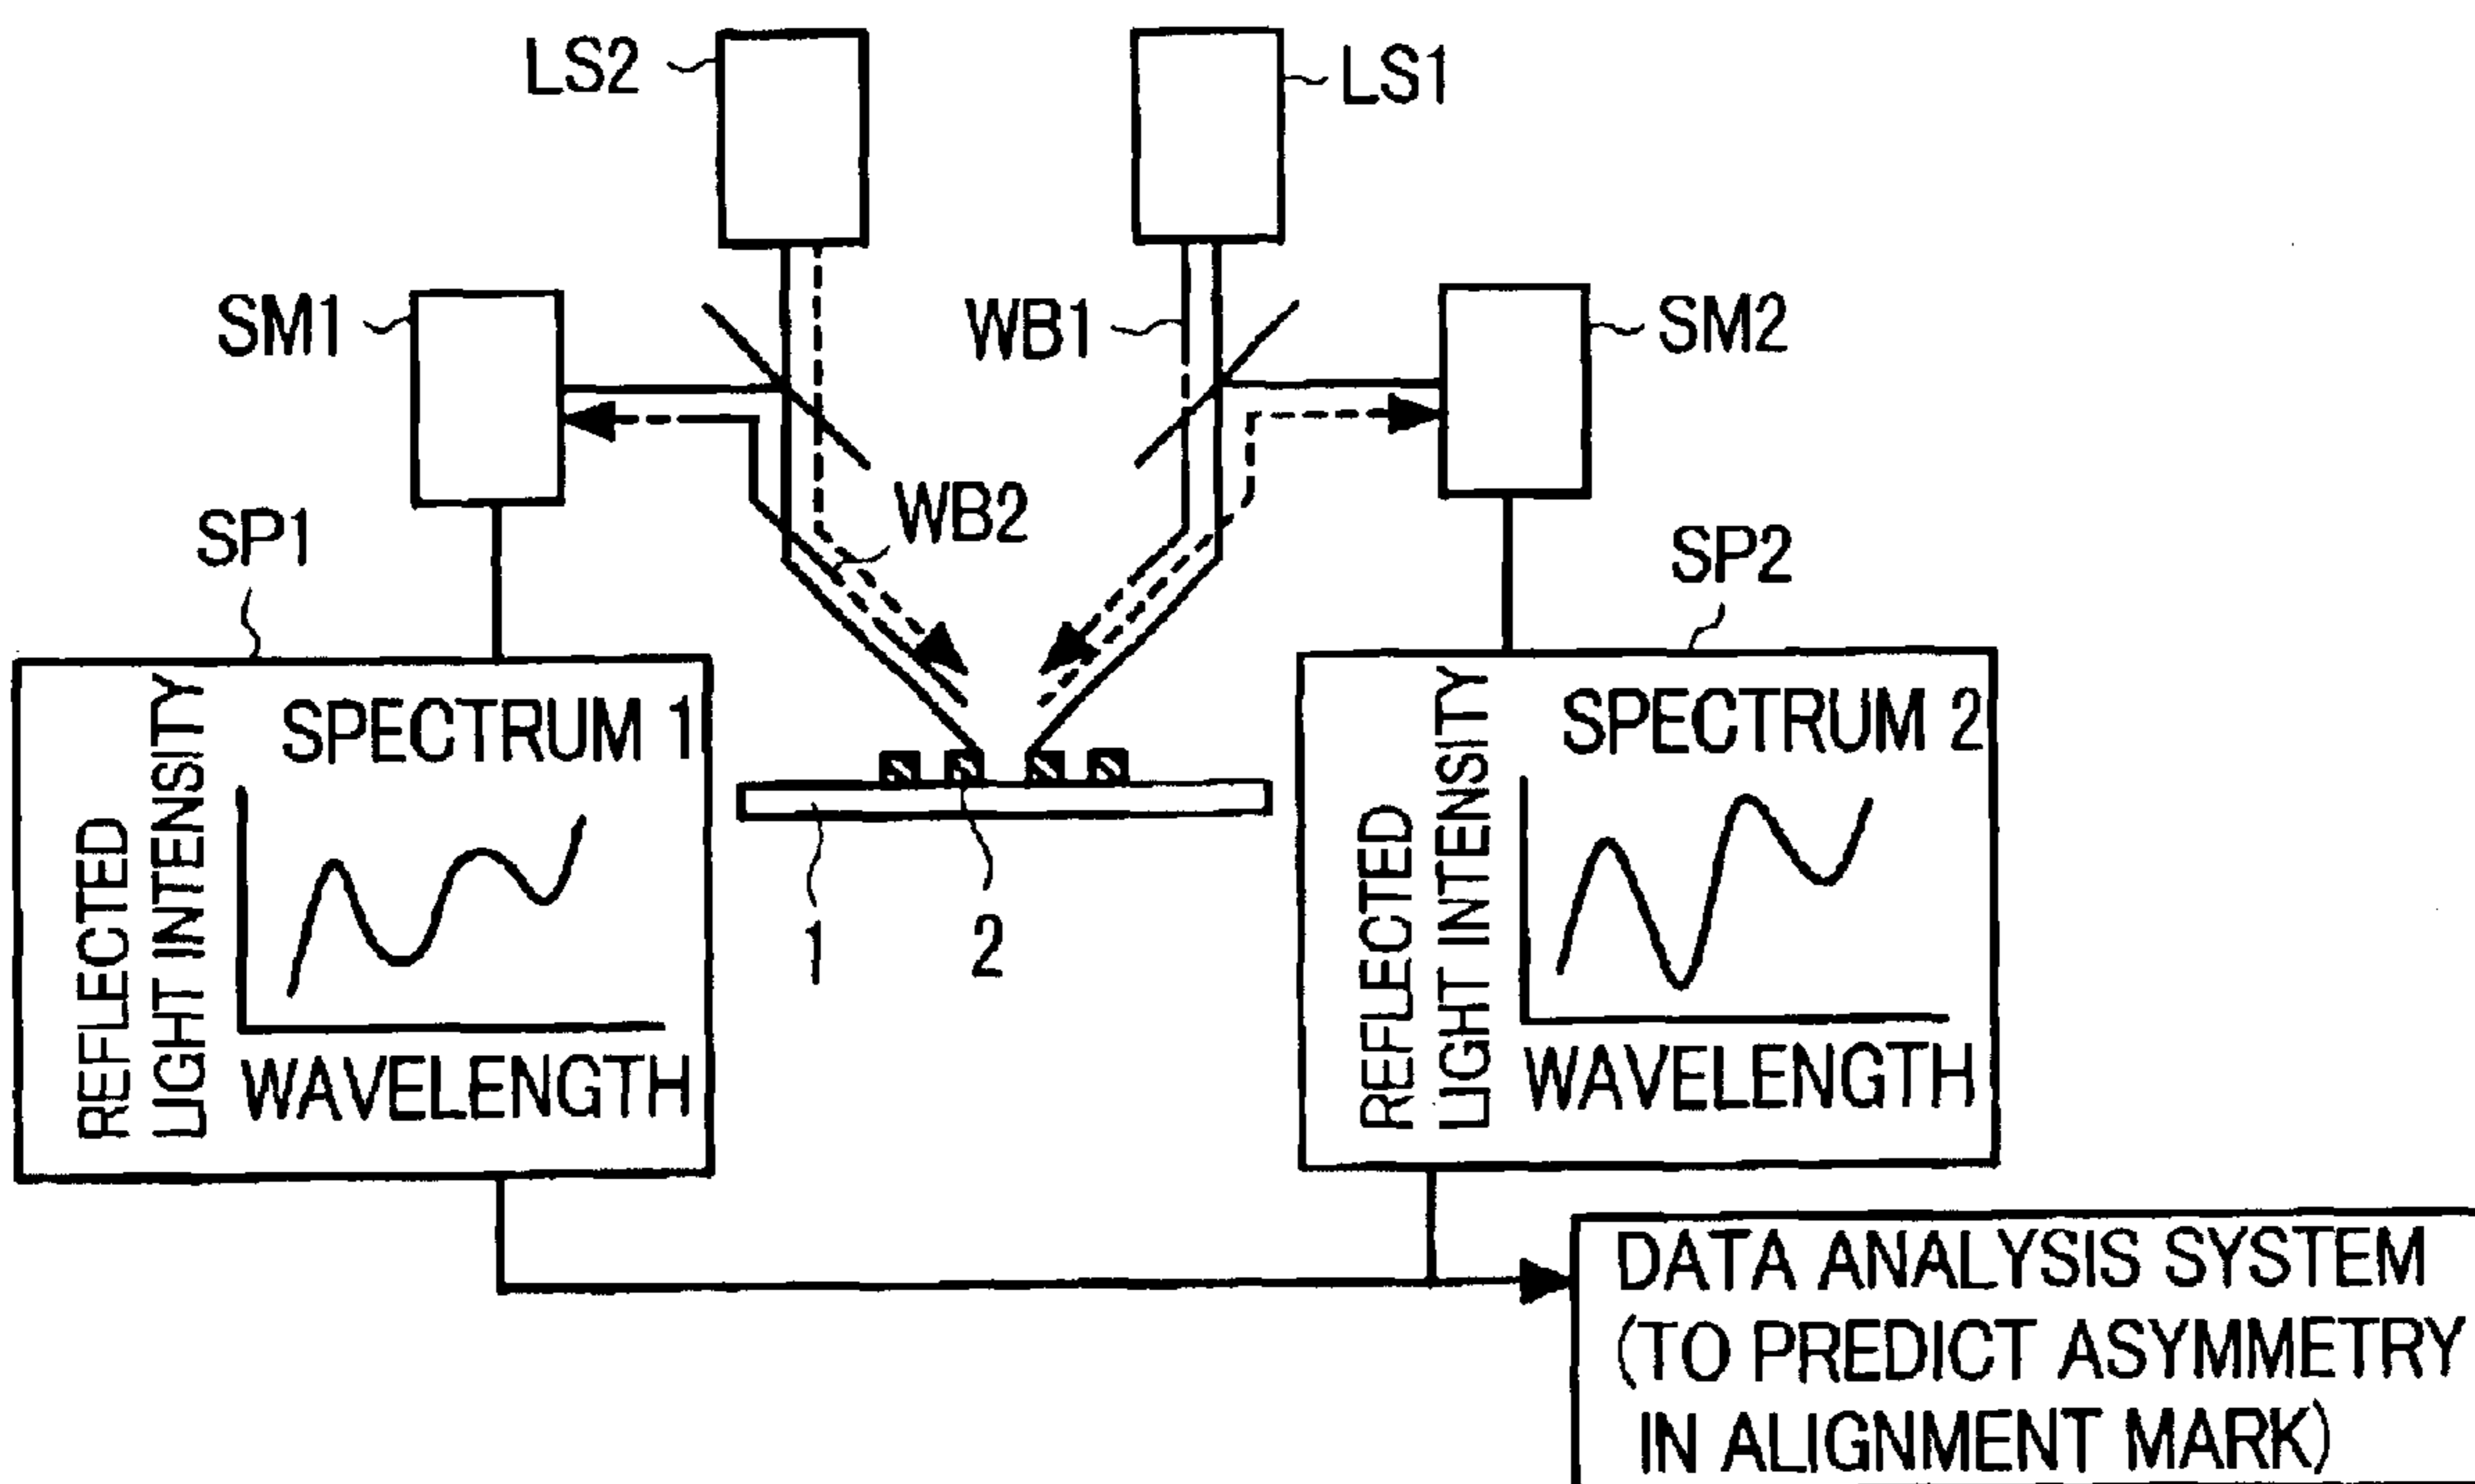 LS2
LS1
SM1
WB1
SM2
WB2
SP1
SP2
SPECTRUM 1
REFLECTED
LIGHT INTENSITY
WAVELENGTH
1
2
SPECTRUM 2
REFLECTED
LIGHT INTENSITY
WAVELENGTH
DATA ANALYSIS SYSTEM
(TO PREDICT ASYMMETRY
IN ALIGNMENT MARK)